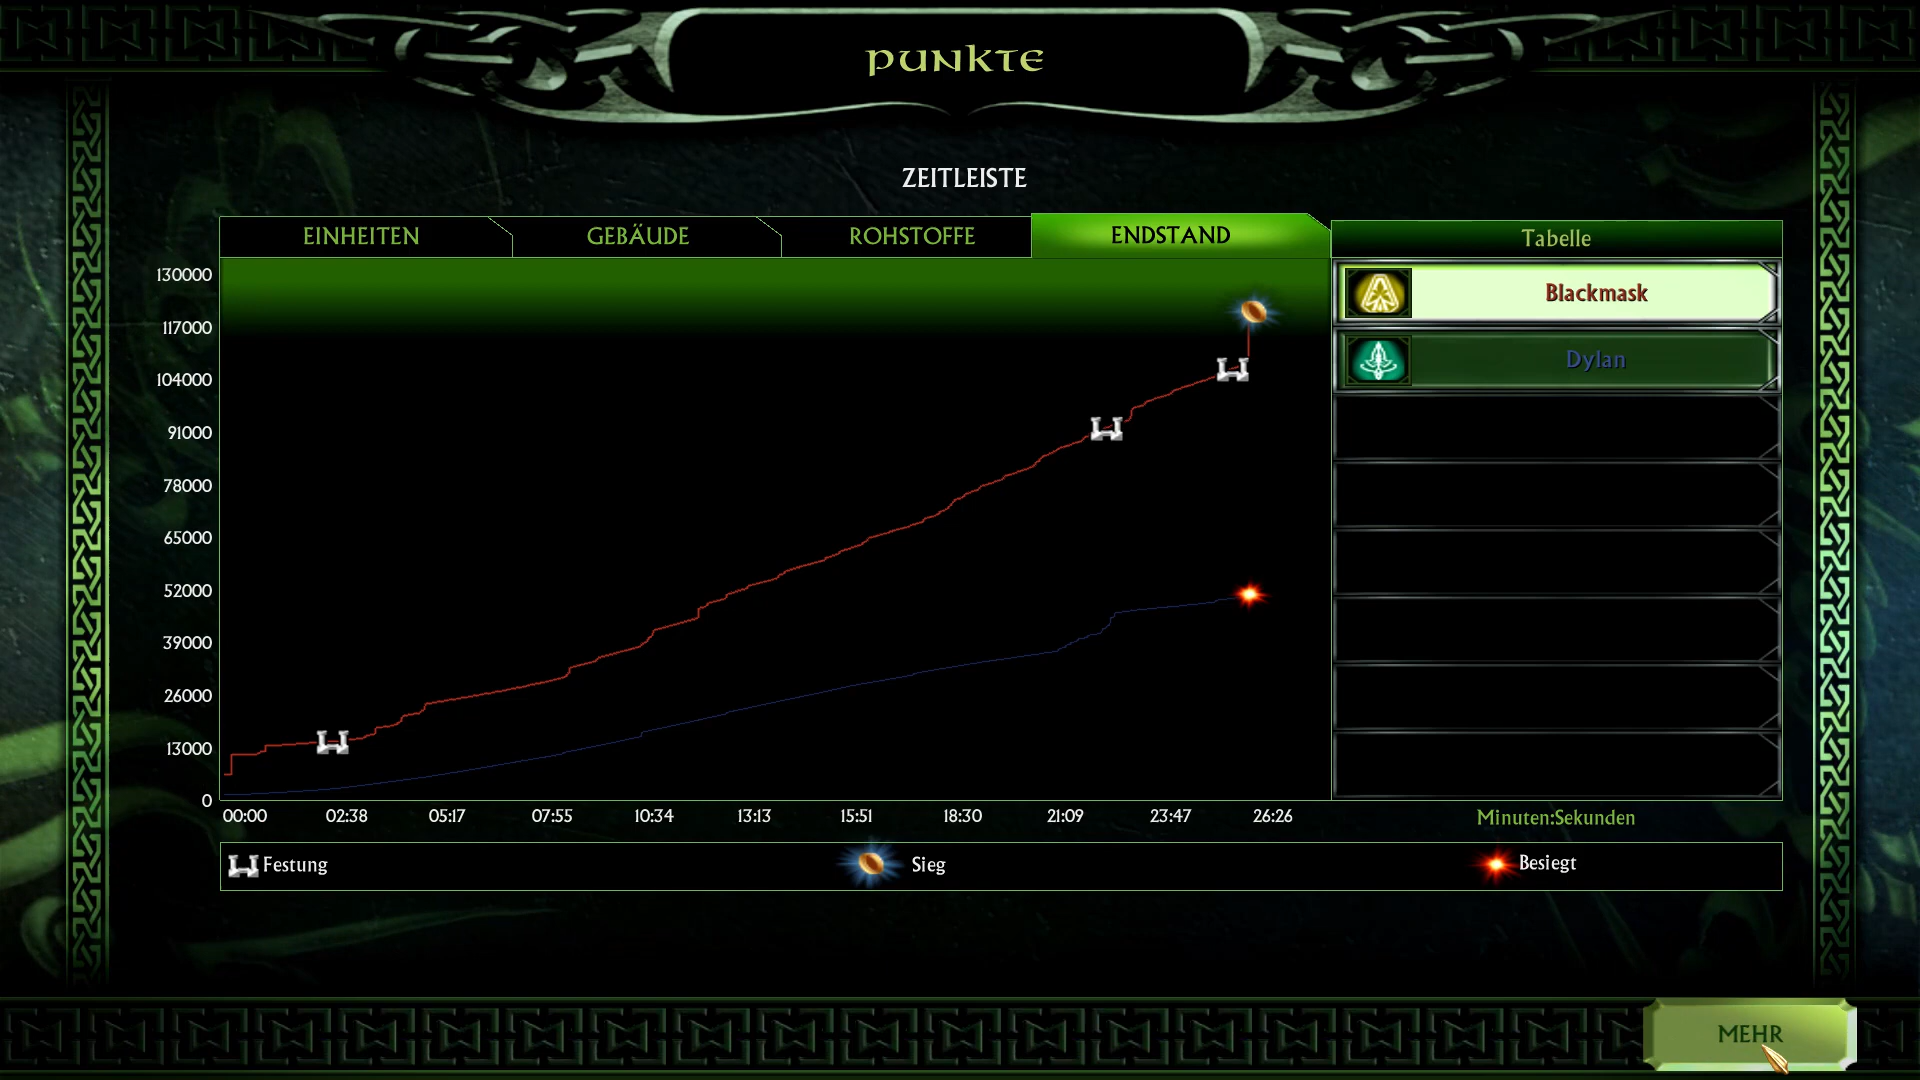 PUNKTE
ZEITLEISTE
EINHEITEN GEBÄUDE ROHSTOFFE ENDSTAND Tabelle
130000
117000
104000
91000
78000
65000
52000
39000
26000
13000
0
Blackmask
Dylan
00:00 02:38 05:17 07:55 10:34 13:13 15:51 18:30 21:09 23:47 26:26 Minuten:Sekunden
Festung Sieg Besiegt
MEHR